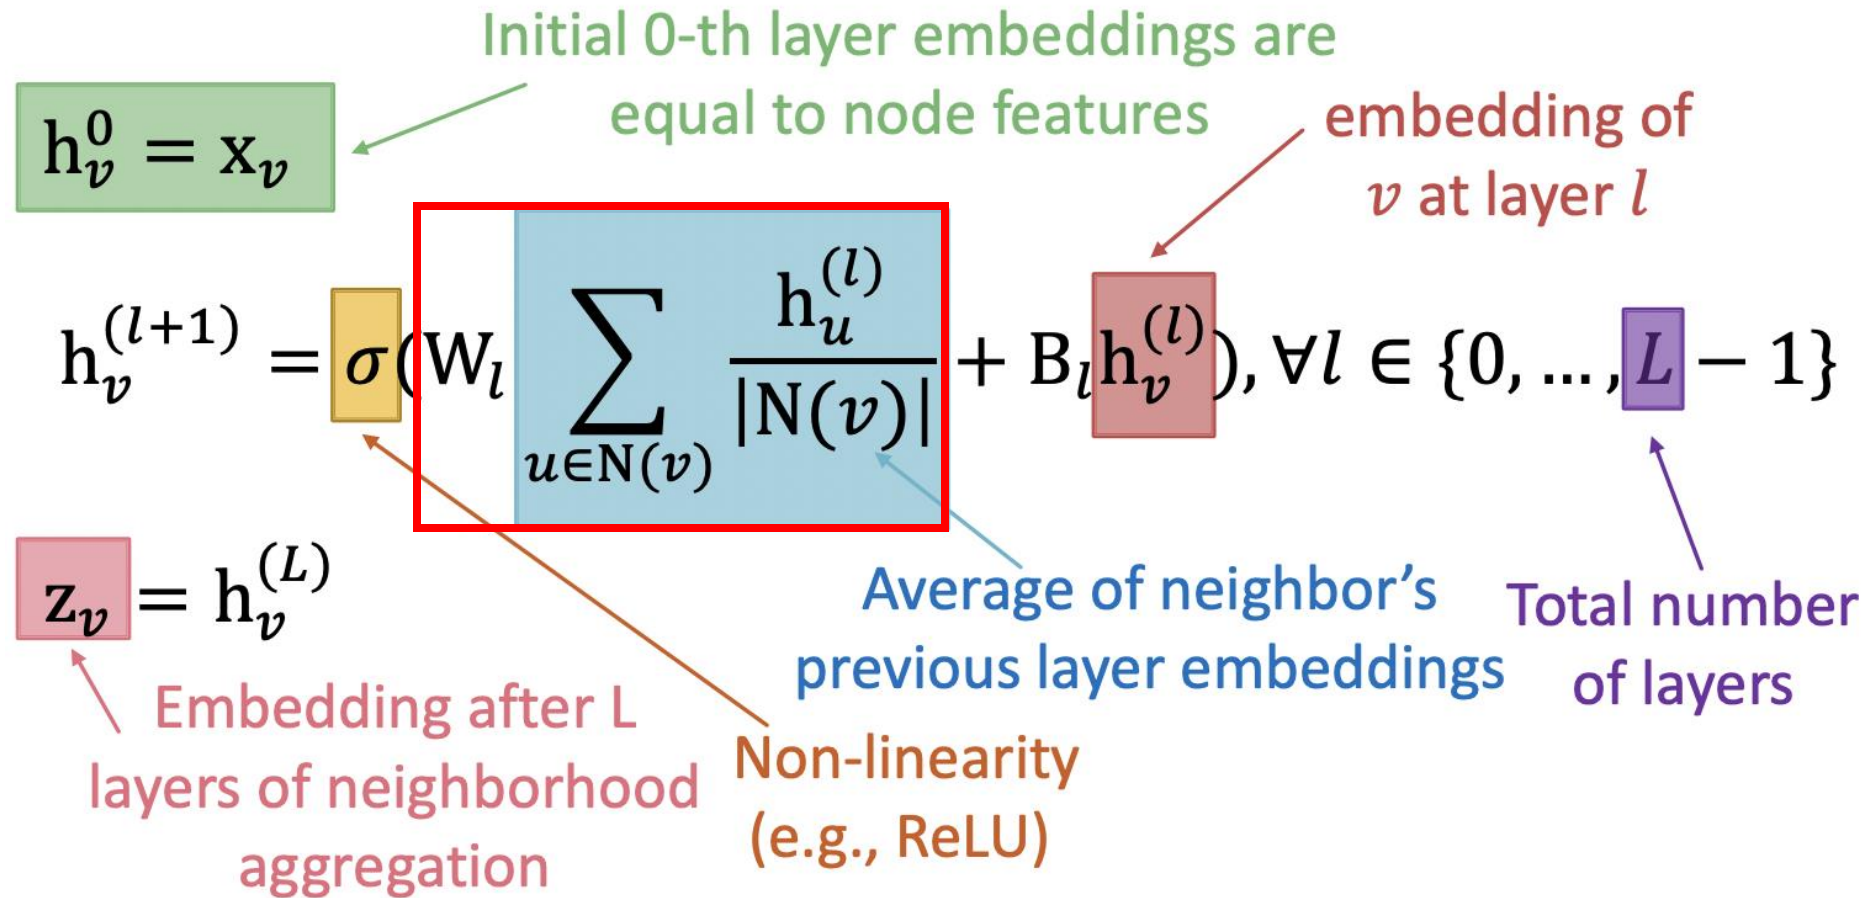 Initial 0-th layer embeddings are
equal to node features
h_v^0 = x_v
embedding of
v at layer l
h_v^{(l+1)} = σ(W_l ∑_{u∈N(v)} h_u^{(l)} / |N(v)| + B_l h_v^{(l)}), ∀l ∈ {0, …, L − 1}
z_v = h_v^{(L)}
Average of neighbor’s
previous layer embeddings
Total number
of layers
Embedding after L
layers of neighborhood
aggregation
Non-linearity
(e.g., ReLU)